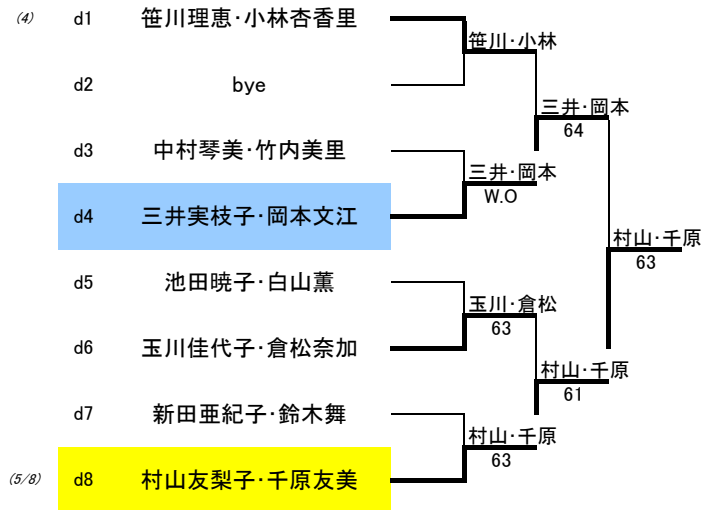 (4) d1 笹川理恵・小林杏香里
笹川・小林
d2 bye
三井・岡本
64
d3 中村琴美・竹内美里
三井・岡本
W.O
d4 三井実枝子・岡本文江
村山・千原
63
d5 池田暁子・白山薫
玉川・倉松
63
d6 玉川佳代子・倉松奈加
村山・千原
61
d7 新田亜紀子・鈴木舞
村山・千原
63
(5/8) d8 村山友梨子・千原友美